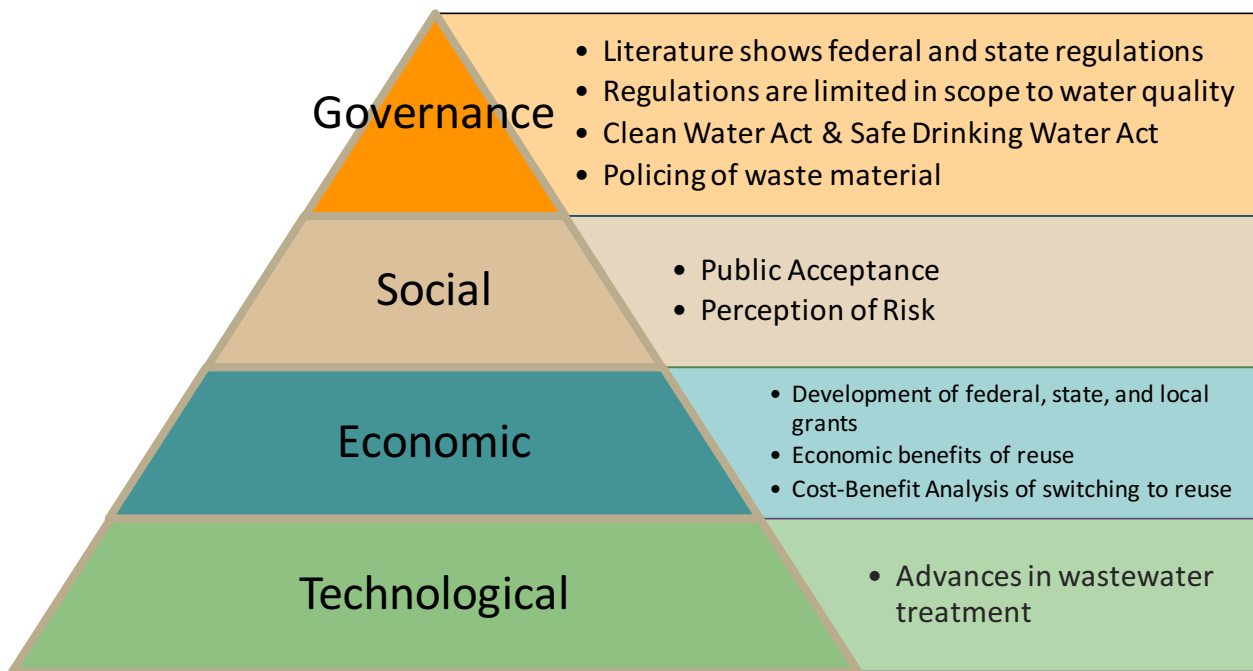 Governance
• Literature shows federal and state regulations
• Regulations are limited in scope to water quality
• Clean Water Act & Safe Drinking Water Act
• Policing of waste material
Social
• Public Acceptance
• Perception of Risk
Economic
• Development of federal, state, and local
grants
• Economic benefits of reuse
• Cost-Benefit Analysis of switching to reuse
Technological
• Advances in wastewater
treatment